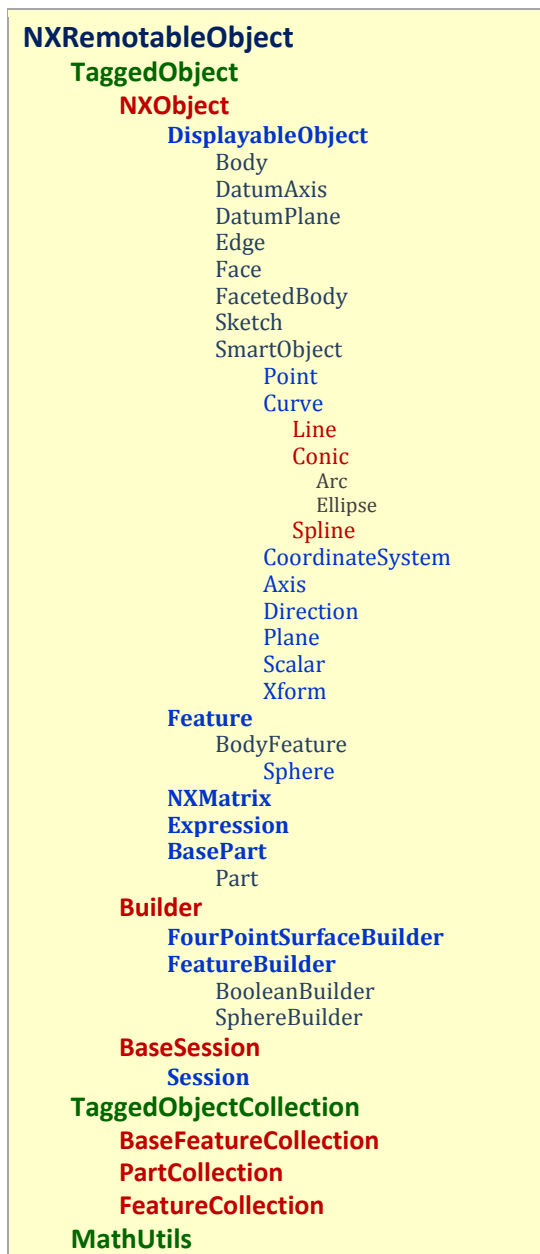 NXRemotableObject
TaggedObject
NXObject
DisplayableObject
Body
DatumAxis
DatumPlane
Edge
Face
FacetedBody
Sketch
SmartObject
Point
Curve
Line
Conic
Arc
Ellipse
Spline
CoordinateSystem
Axis
Direction
Plane
Scalar
Xform
Feature
BodyFeature
Sphere
NXMatrix
Expression
BasePart
Part
Builder
FourPointSurfaceBuilder
FeatureBuilder
BooleanBuilder
SphereBuilder
BaseSession
Session
TaggedObjectCollection
BaseFeatureCollection
PartCollection
FeatureCollection
MathUtils